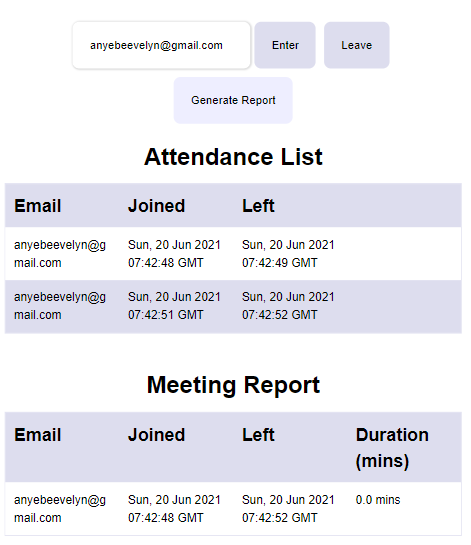 anyebeevelyn@gmail.com Enter Leave
Generate Report
Attendance List
Email Joined Left
anyebeevelyn@g Sun, 20 Jun 2021 Sun, 20 Jun 2021
mail.com 07:42:48 GMT 07:42:49 GMT
anyebeevelyn@g Sun, 20 Jun 2021 Sun, 20 Jun 2021
mail.com 07:42:51 GMT 07:42:52 GMT
Meeting Report
Email Joined Left Duration
(mins)
anyebeevelyn@g Sun, 20 Jun 2021 Sun, 20 Jun 2021 0.0 mins
mail.com 07:42:48 GMT 07:42:52 GMT